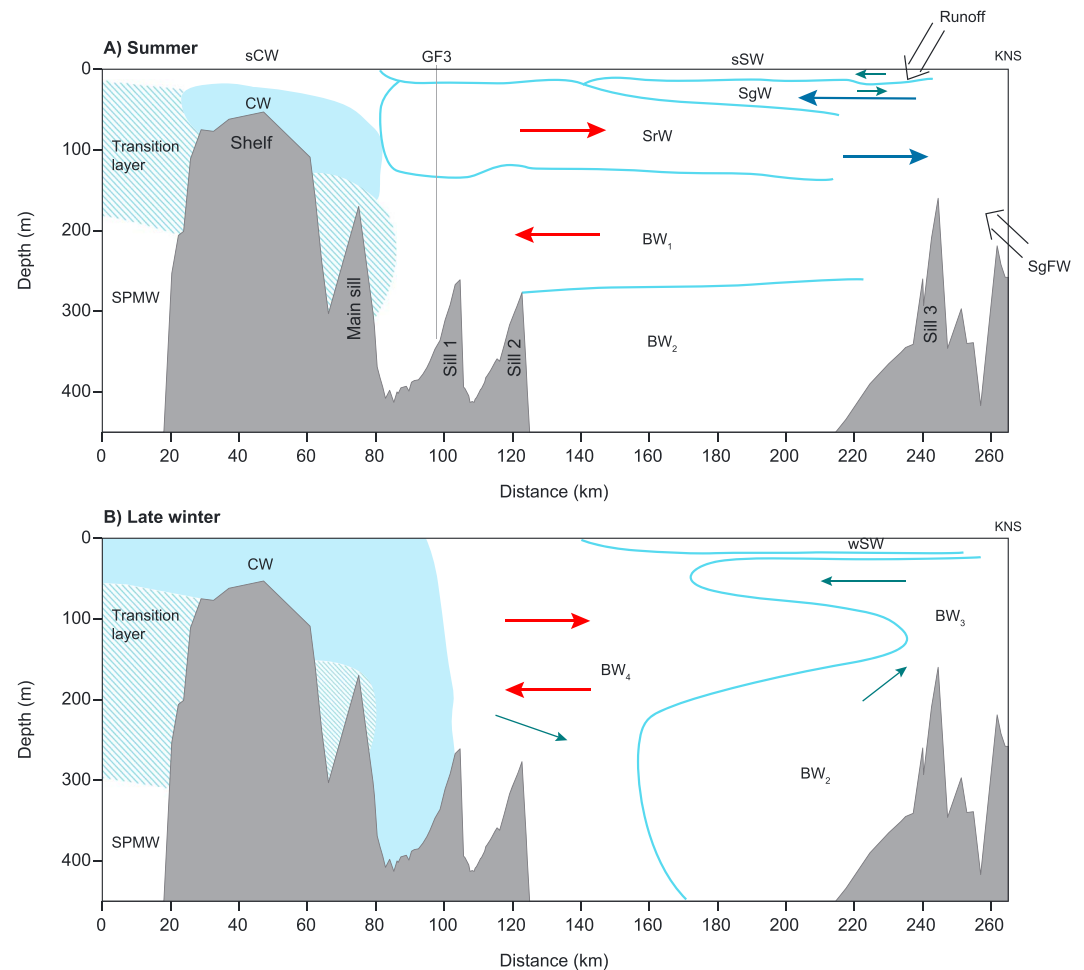 Runoff
A) Summer
sCW
GF3
sSW
KNS
0
SgW
CW
SrW
Shelf
100
Transition
layer
200
BW1
SgFW
SPMW
Main sill
300
Sill 1
Sill 2
Sill 3
BW2
400
Depth (m)
0 20 40 60 80 100 120 140 160 180 200 220 240 260
Distance (km)
B) Late winter
KNS
0
wSW
CW
100
Transition
layer
BW3
BW4
200
BW2
300
SPMW
400
Depth (m)
0 20 40 60 80 100 120 140 160 180 200 220 240 260
Distance (km)